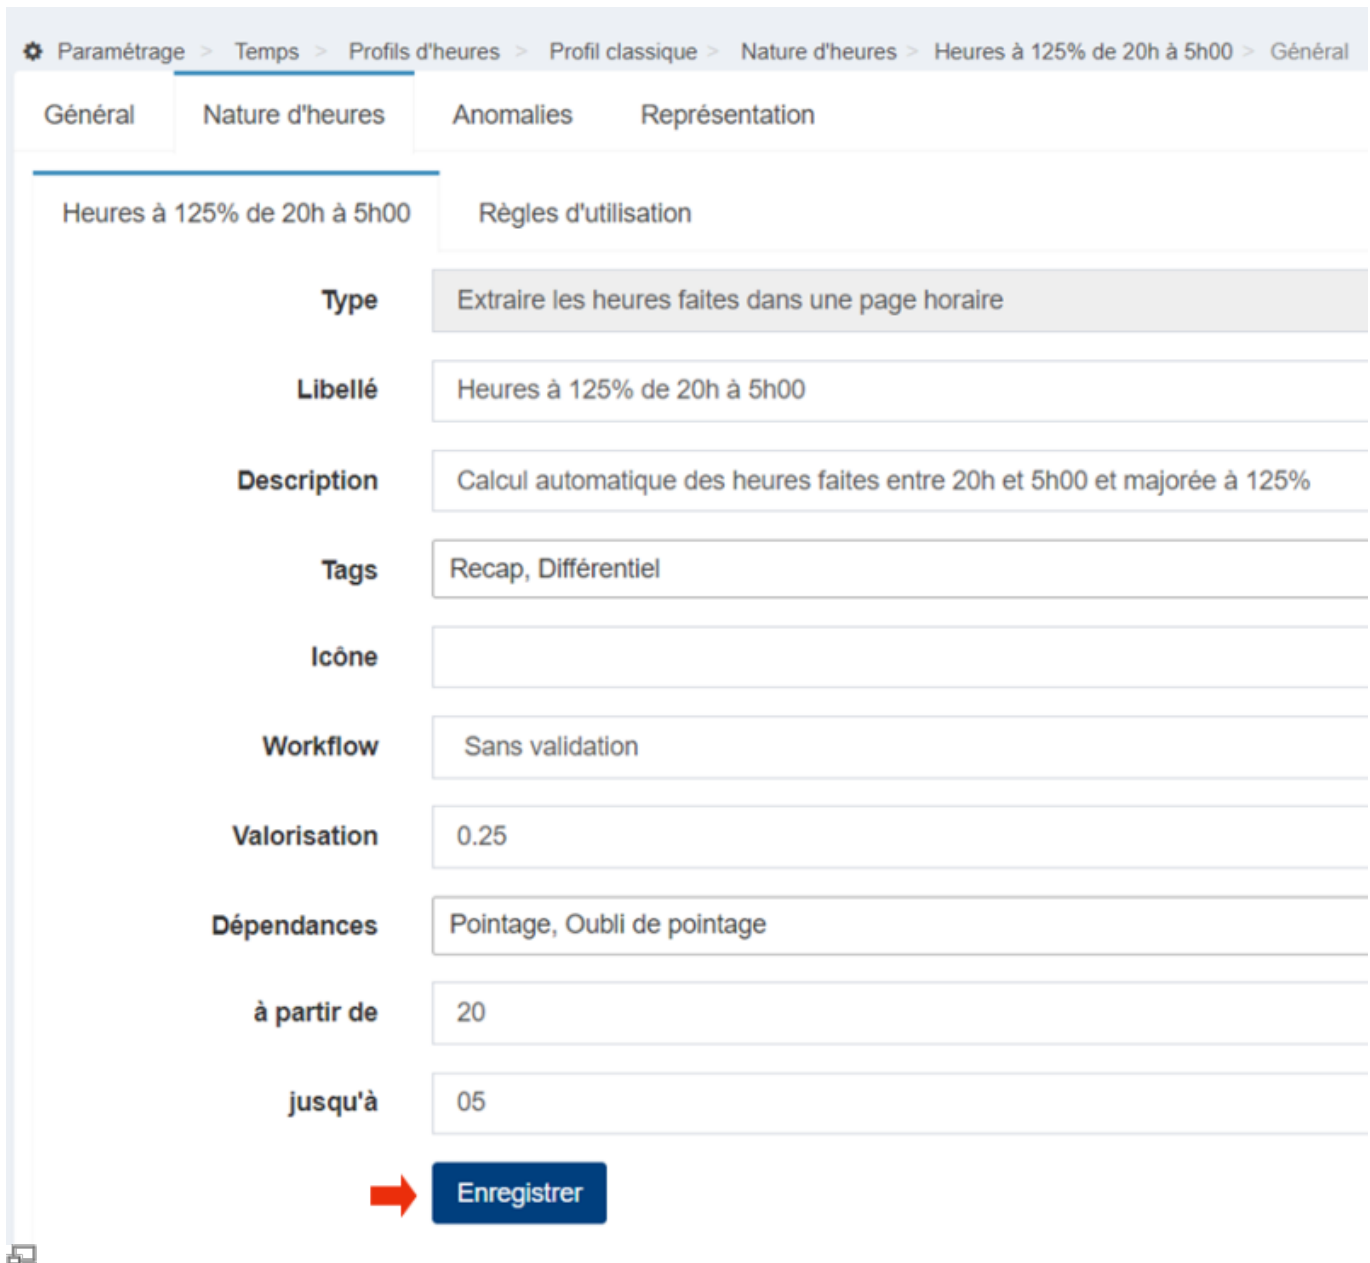 Paramétrage > Temps > Profils d'heures > Profil classique > Nature d'heures > Heures à 125% de 20h à 5h00 > Général
Général Nature d'heures Anomalies Représentation
Heures à 125% de 20h à 5h00 Règles d'utilisation
Type Extraire les heures faites dans une page horaire
Libellé Heures à 125% de 20h à 5h00
Description Calcul automatique des heures faites entre 20h et 5h00 et majorée à 125%
Tags Recap, Différentiel
Icône
Workflow Sans validation
Valorisation 0.25
Dépendances Pointage, Oubli de pointage
à partir de 20
jusqu'à 05
Enregistrer